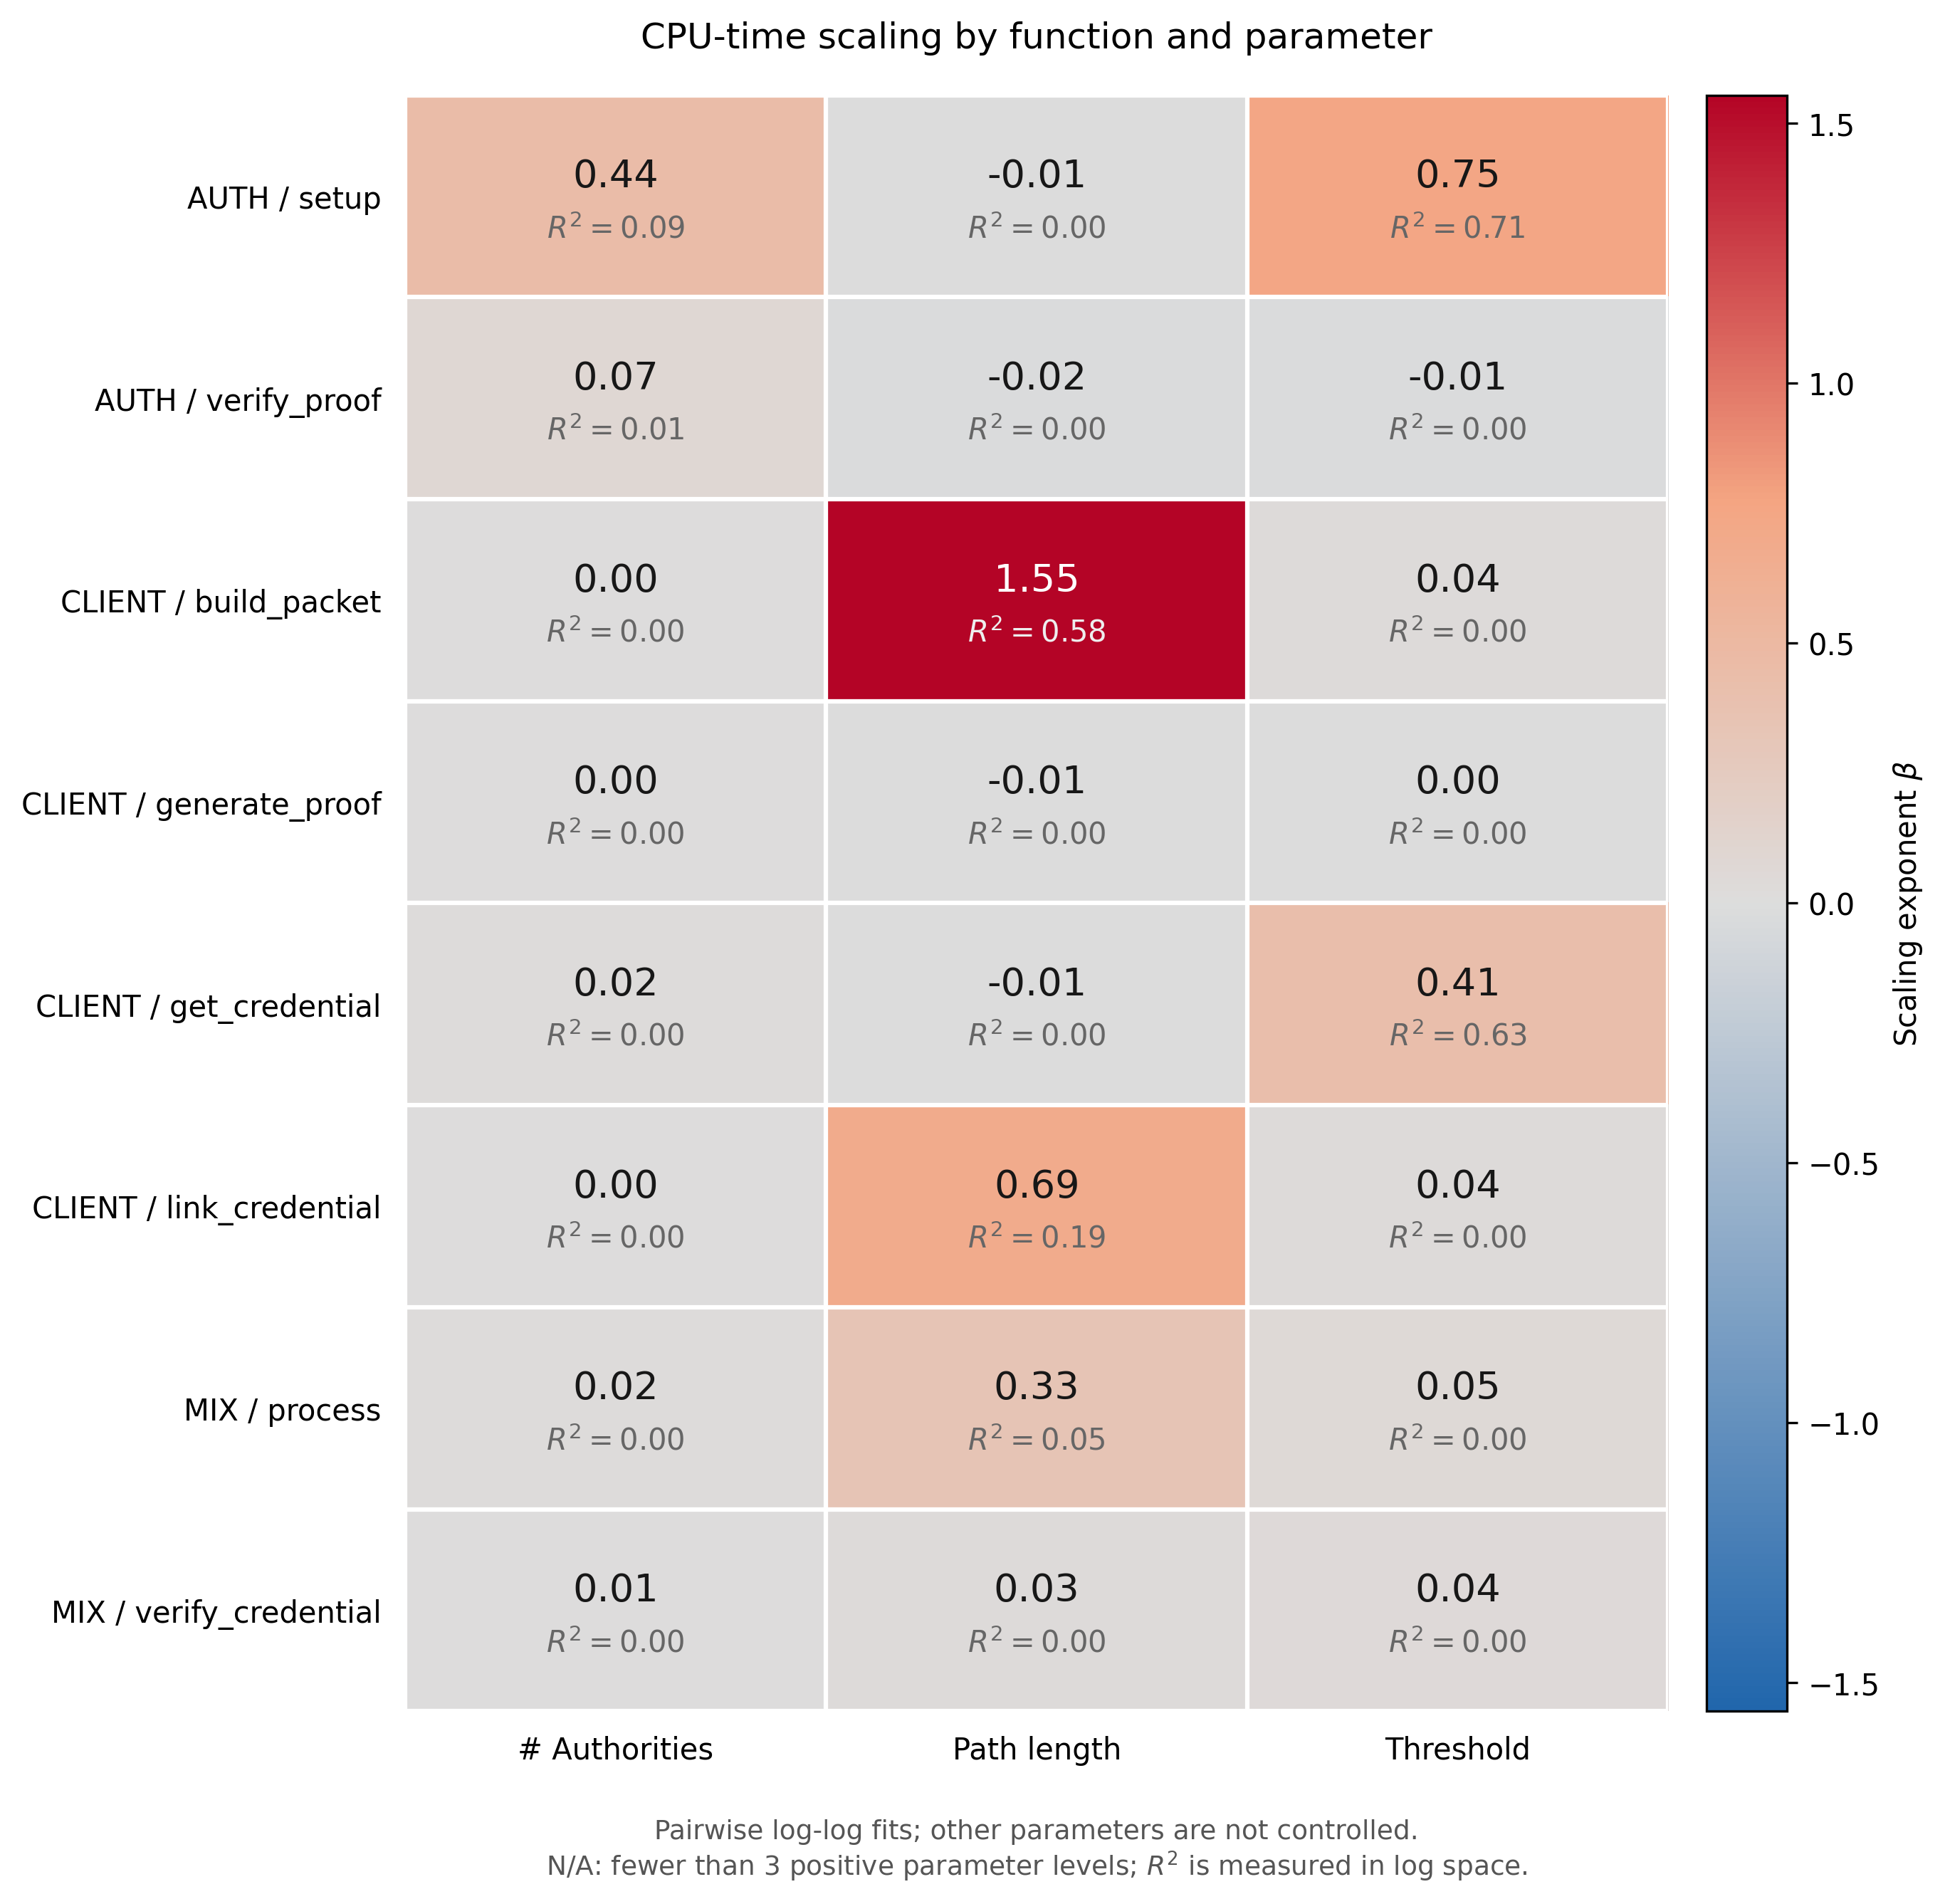 CPU-time scaling by function and parameter
AUTH / setup
0.44
-0.01
0.75
R² = 0.09
R² = 0.00
R² = 0.71
AUTH / verify_proof
0.07
-0.02
-0.01
R² = 0.01
R² = 0.00
R² = 0.00
CLIENT / build_packet
0.00
1.55
0.04
R² = 0.00
R² = 0.58
R² = 0.00
CLIENT / generate_proof
0.00
-0.01
0.00
R² = 0.00
R² = 0.00
R² = 0.00
CLIENT / get_credential
0.02
-0.01
0.41
R² = 0.00
R² = 0.00
R² = 0.63
CLIENT / link_credential
0.00
0.69
0.04
R² = 0.00
R² = 0.19
R² = 0.00
MIX / process
0.02
0.33
0.05
R² = 0.00
R² = 0.05
R² = 0.00
MIX / verify_credential
0.01
0.03
0.04
R² = 0.00
R² = 0.00
R² = 0.00
# Authorities
Path length
Threshold
1.5
1.0
0.5
0.0
−0.5
−1.0
−1.5
Scaling exponent β
Pairwise log-log fits; other parameters are not controlled.
N/A: fewer than 3 positive parameter levels; R² is measured in log space.